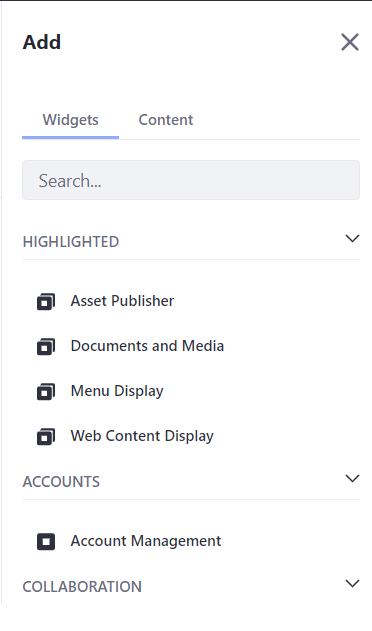 Add
Widgets
Content
Search...
HIGHLIGHTED
Asset Publisher
Documents and Media
Menu Display
Web Content Display
ACCOUNTS
Account Management
COLLABORATION